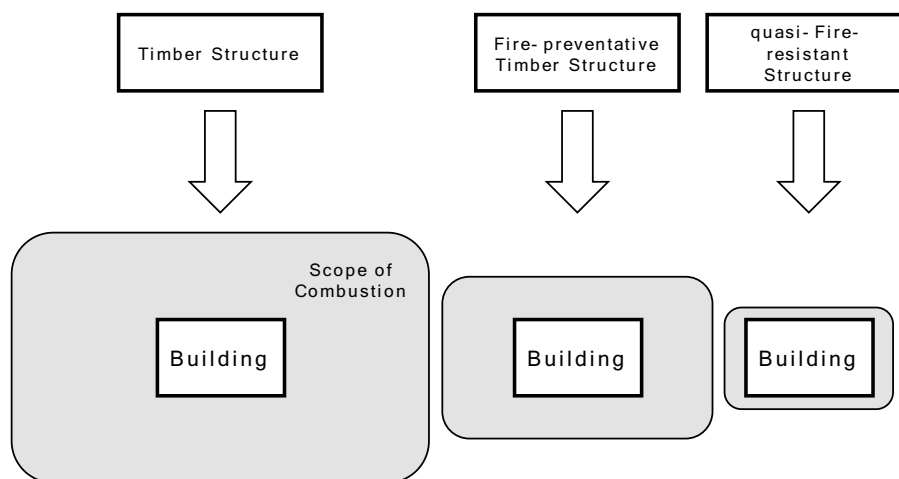 Timber Structure
Fire- preventative
Timber Structure
quasi- Fire-
resistant
Structure
Scope of
Combustion
Building
Building
Building